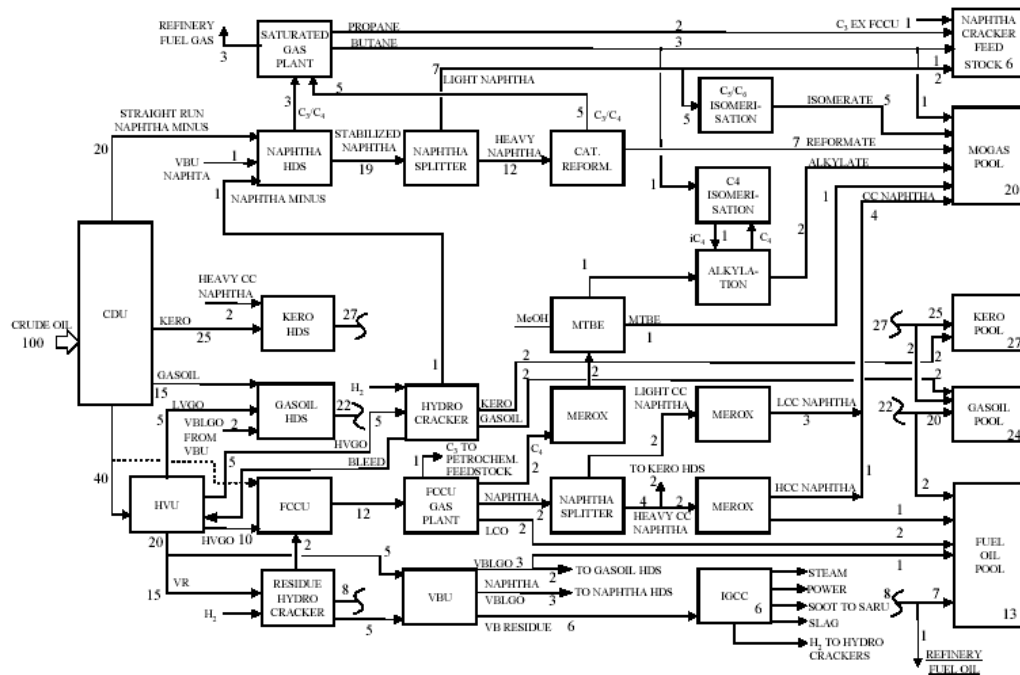 REFINERY
FUEL GAS
3
SATURATED
GAS
PLANT
PROPANE
2
BUTANE
3
C3 EX FCCU
1
NAPHTHA
CRACKER
FEED
STOCK 6
1
2
7
LIGHT NAPHTHA
5
3
C3/C4
5
C3/C4
5
C5/C6
ISOMERI-
SATION
ISOMERATE
5
1
STRAIGHT RUN
NAPHTHA MINUS
20
VBU
NAPHTA
1
1
NAPHTHA MINUS
NAPHTHA
HDS
STABILIZED
NAPHTHA
19
NAPHTHA
SPLITTER
HEAVY
NAPHTHA
12
CAT.
REFORM.
7 REFORMATE
ALKYLATE
MOGAS
POOL
20
1
C4
ISOMERISATION
iC4
1
C4
ALKYLA-
TION
2
1
CC NAPHTHA
4
CRUDE OIL
100
CDU
HEAVY CC
NAPHTHA
2
KERO
25
KERO
HDS
27
1
1
MeOH
MTBE
MTBE
1
2
27
25
2
KERO
POOL
27
GASOIL
15
LVGO
5
VBLGO
FROM
VBU
2
GASOIL
HDS
22
H2
5
HVGO
BLEED
HYDRO
CRACKER
KERO
GASOIL
2
2
2
2
MEROX
LIGHT CC
NAPHTHA
2
MEROX
LCC NAPHTHA
3
22
20
GASOIL
POOL
24
40
HVU
20
HVGO
10
FCCU
12
1
C3 TO
PETROCHEM.
FEEDSTOCK
C4
2
FCCU
GAS
PLANT
NAPHTHA
2
LCO
2
NAPHTHA
SPLITTER
TO KERO HDS
2
4
2
HEAVY CC
NAPHTHA
MEROX
HCC NAPHTHA
1
1
2
2
1
FUEL
OIL
POOL
13
VR
15
H2
2
RESIDUE
HYDRO
CRACKER
8
5
5
VBU
VBLGO 3
2
TO GASOIL HDS
NAPHTHA
VBLGO
3
TO NAPHTHA HDS
VB RESIDUE
6
IGCC
6
STEAM
POWER
SOOT TO SARU
SLAG
H2 TO HYDRO
CRACKERS
8
7
1
REFINERY
FUEL OIL